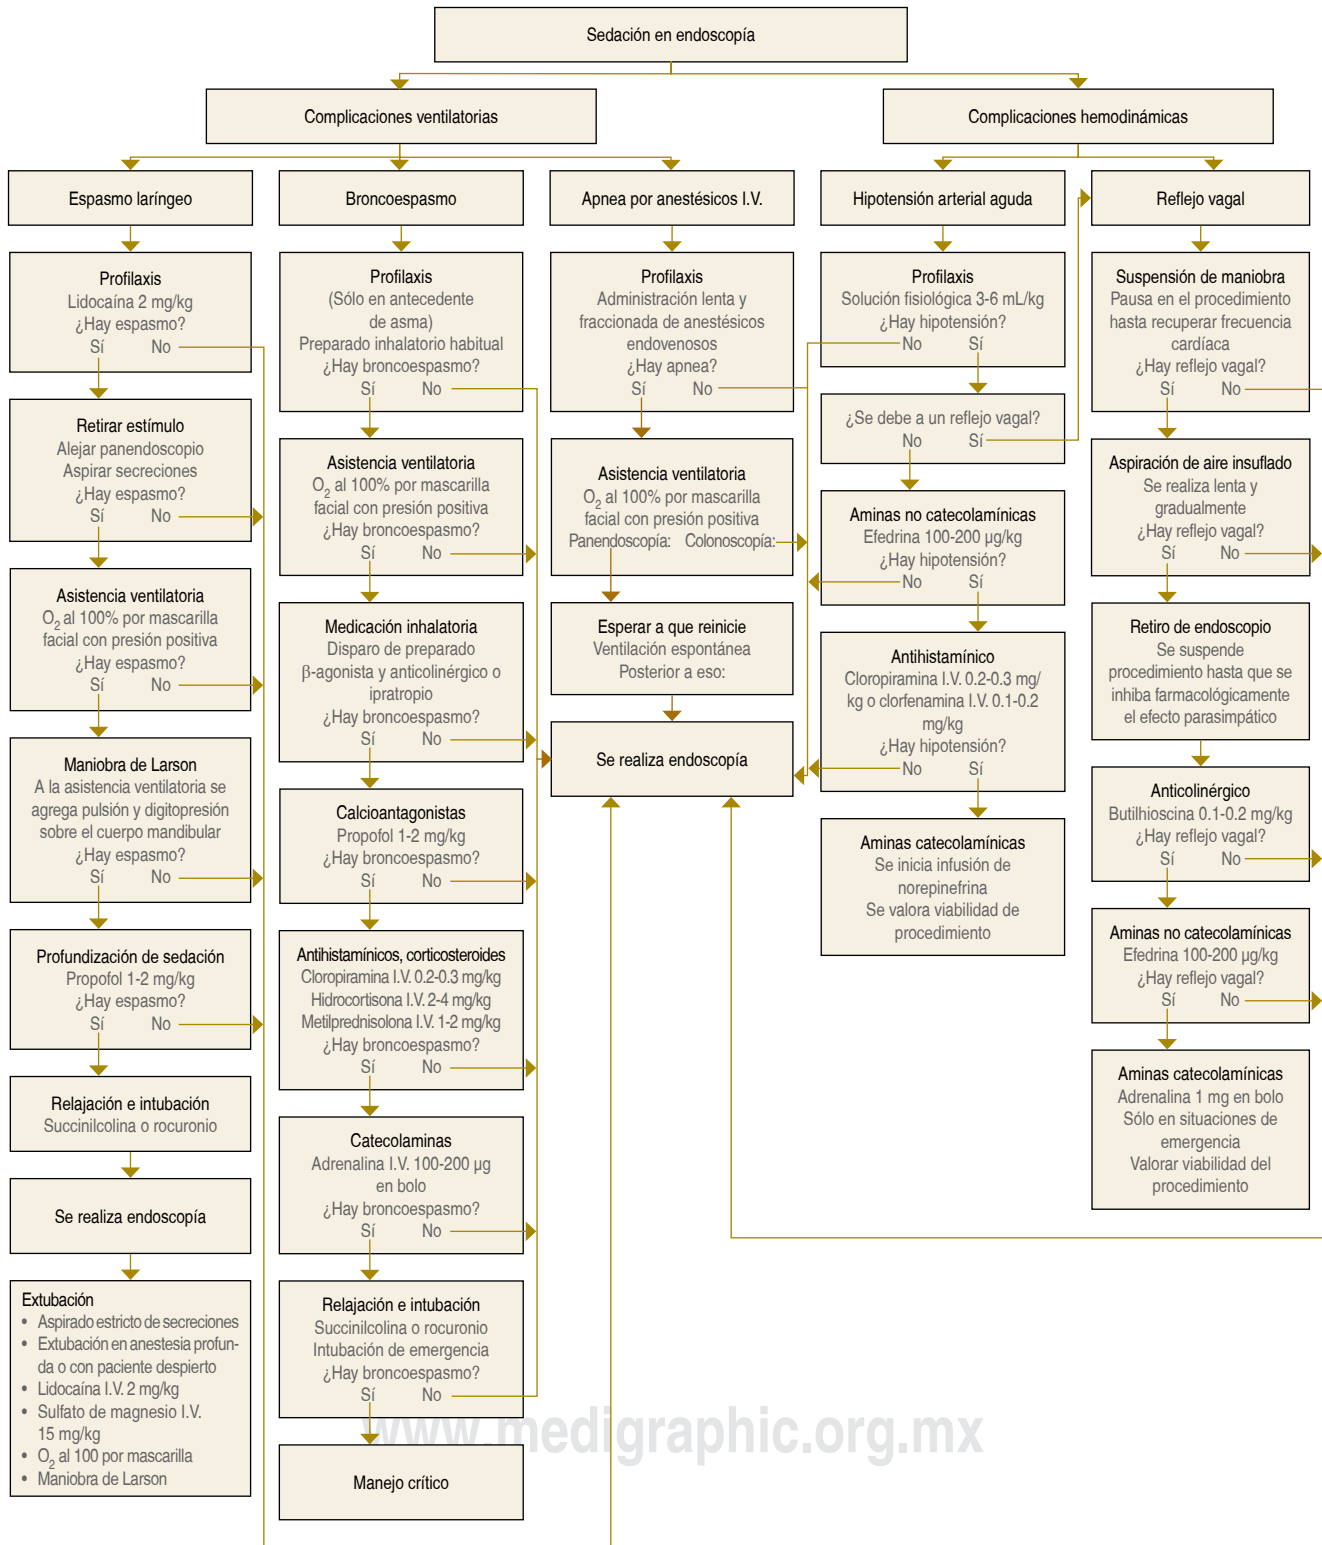 Sedación en endoscopía
Complicaciones ventilatorias
Complicaciones hemodinámicas
Espasmo laríngeo
Broncoespasmo
Apnea por anestésicos I.V.
Hipotensión arterial aguda
Reflejo vagal
Profilaxis
Lidocaína 2 mg/kg
¿Hay espasmo?
Sí No
Retirar estímulo
Alejar panendoscopio
Aspirar secreciones
¿Hay espasmo?
Sí No
Asistencia ventilatoria
O2 al 100% por mascarilla
facial con presión positiva
¿Hay espasmo?
Sí No
Maniobra de Larson
A la asistencia ventilatoria se
agrega pulsión y digitopresión
sobre el cuerpo mandibular
¿Hay espasmo?
Sí No
Profundización de sedación
Propofol 1-2 mg/kg
¿Hay espasmo?
Sí No
Relajación e intubación
Succinilcolina o rocuronio
Se realiza endoscopía
Extubación
• Aspirado estricto de secreciones
• Extubación en anestesia profun-
da o con paciente despierto
• Lidocaína I.V. 2 mg/kg
• Sulfato de magnesio I.V.
15 mg/kg
• O2 al 100 por mascarilla
• Maniobra de Larson
Profilaxis
(Sólo en antecedente
de asma)
Preparado inhalatorio habitual
¿Hay broncoespasmo?
Sí No
Asistencia ventilatoria
O2 al 100% por mascarilla
facial con presión positiva
¿Hay broncoespasmo?
Sí No
Medicación inhalatoria
Disparo de preparado
β-agonista y anticolinérgico o
ipratropio
¿Hay broncoespasmo?
Sí No
Calcioantagonistas
Propofol 1-2 mg/kg
¿Hay broncoespasmo?
Sí No
Antihistamínicos, corticosteroides
Cloropiramina I.V. 0.2-0.3 mg/kg
Hidrocortisona I.V. 2-4 mg/kg
Metilprednisolona I.V. 1-2 mg/kg
¿Hay broncoespasmo?
Sí No
Catecolaminas
Adrenalina I.V. 100-200 µg
en bolo
¿Hay broncoespasmo?
Sí No
Relajación e intubación
Succinilcolina o rocuronio
Intubación de emergencia
¿Hay broncoespasmo?
Sí No
Manejo crítico
Profilaxis
Administración lenta y
fraccionada de anestésicos
endovenosos
¿Hay apnea?
Sí No
Asistencia ventilatoria
O2 al 100% por mascarilla
facial con presión positiva
Panendoscopía: Colonoscopía:
Esperar a que reinicie
Ventilación espontánea
Posterior a eso:
Se realiza endoscopía
Profilaxis
Solución fisiológica 3-6 mL/kg
¿Hay hipotensión?
No Sí
¿Se debe a un reflejo vagal?
No Sí
Aminas no catecolamínicas
Efedrina 100-200 µg/kg
¿Hay hipotensión?
No Sí
Antihistamínico
Cloropiramina I.V. 0.2-0.3 mg/
kg o clorfenamina I.V. 0.1-0.2
mg/kg
¿Hay hipotensión?
No Sí
Aminas catecolamínicas
Se inicia infusión de
norepinefrina
Se valora viabilidad de
procedimiento
Suspensión de maniobra
Pausa en el procedimiento
hasta recuperar frecuencia
cardíaca
¿Hay reflejo vagal?
Sí No
Aspiración de aire insuflado
Se realiza lenta y
gradualmente
¿Hay reflejo vagal?
Sí No
Retiro de endoscopio
Se suspende
procedimiento hasta que se
inhiba farmacológicamente
el efecto parasimpático
Anticolinérgico
Butilhioscina 0.1-0.2 mg/kg
¿Hay reflejo vagal?
Sí No
Aminas no catecolamínicas
Efedrina 100-200 µg/kg
¿Hay reflejo vagal?
Sí No
Aminas catecolamínicas
Adrenalina 1 mg en bolo
Sólo en situaciones de
emergencia
Valorar viabilidad del
procedimiento
www.medigraphic.org.mx